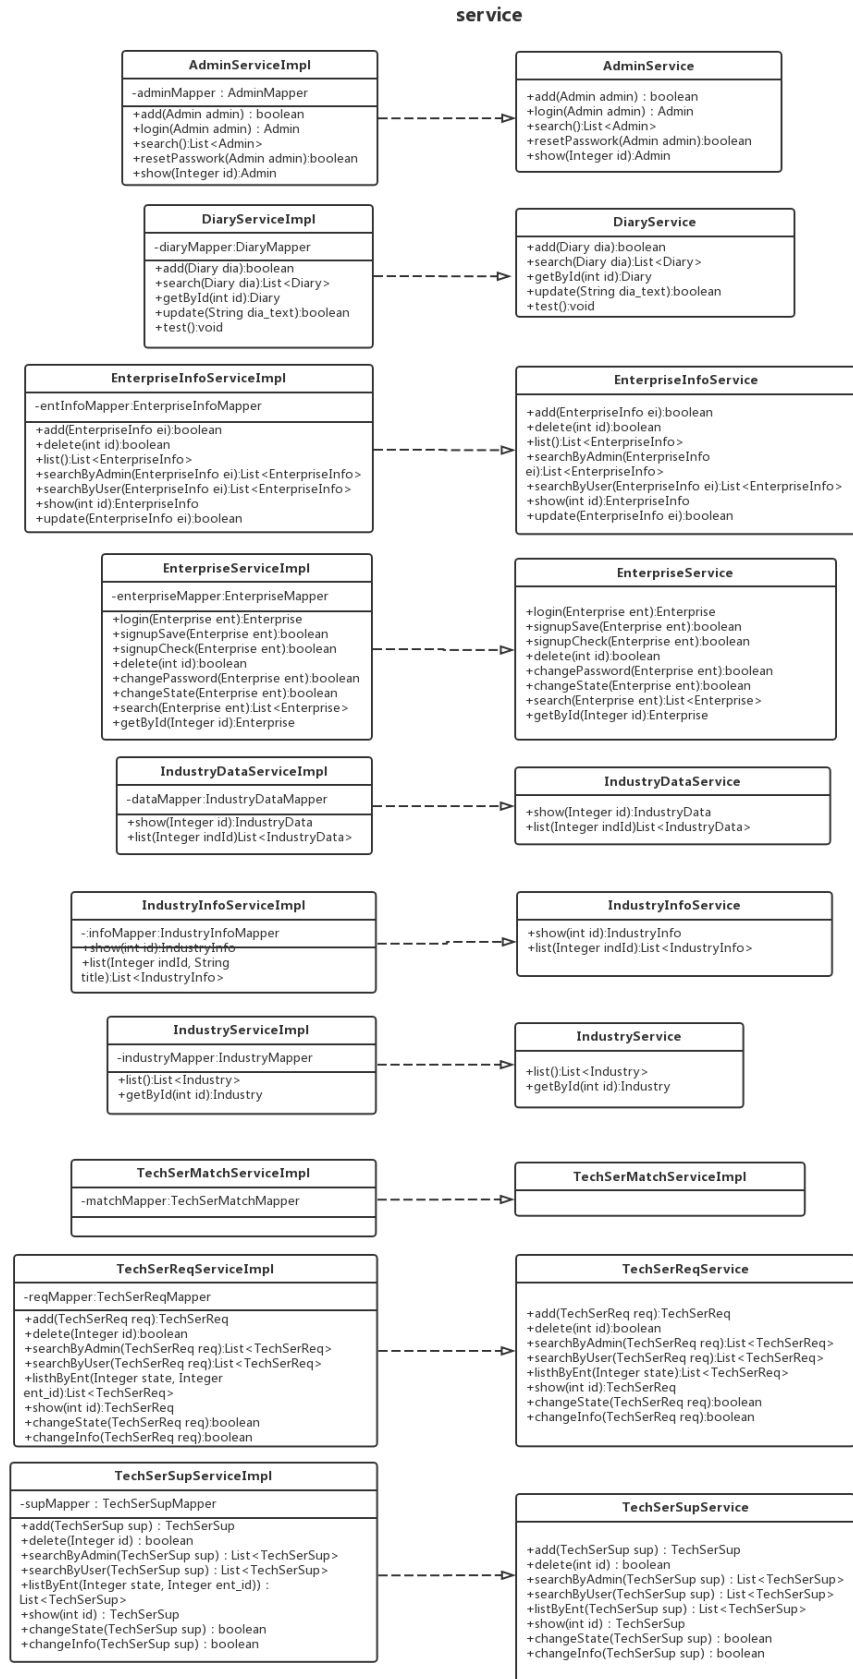 service
AdminServiceImpl
-adminMapper : AdminMapper
+add(Admin admin) : boolean
+login(Admin admin) : Admin
+search():List<Admin>
+resetPasswork(Admin admin):boolean
+show(Integer id):Admin
AdminService
+add(Admin admin) : boolean
+login(Admin admin) : Admin
+search():List<Admin>
+resetPasswork(Admin admin):boolean
+show(Integer id):Admin
DiaryServiceImpl
-diaryMapper:DiaryMapper
+add(Diary dia):boolean
+search(Diary dia):List<Diary>
+getById(int id):Diary
+update(String dia_text):boolean
+test():void
DiaryService
+add(Diary dia):boolean
+search(Diary dia):List<Diary>
+getById(int id):Diary
+update(String dia_text):boolean
+test():void
EnterpriseInfoServiceImpl
-entInfoMapper:EnterpriseInfoMapper
+add(EnterpriseInfo ei):boolean
+delete(int id):boolean
+list():List<EnterpriseInfo>
+searchByAdmin(EnterpriseInfo ei):List<EnterpriseInfo>
+searchByUser(EnterpriseInfo ei):List<EnterpriseInfo>
+show(int id):EnterpriseInfo
+update(EnterpriseInfo ei):boolean
EnterpriseInfoService
+add(EnterpriseInfo ei):boolean
+delete(int id):boolean
+list():List<EnterpriseInfo>
+searchByAdmin(EnterpriseInfo
ei):List<EnterpriseInfo>
+searchByUser(EnterpriseInfo ei):List<EnterpriseInfo>
+show(int id):EnterpriseInfo
+update(EnterpriseInfo ei):boolean
EnterpriseServiceImpl
-enterpriseMapper:EnterpriseMapper
+login(Enterprise ent):Enterprise
+signupSave(Enterprise ent):boolean
+signupCheck(Enterprise ent):boolean
+delete(int id):boolean
+changePassword(Enterprise ent):boolean
+changeState(Enterprise ent):boolean
+search(Enterprise ent):List<Enterprise>
+getById(Integer id):Enterprise
EnterpriseService
+login(Enterprise ent):Enterprise
+signupSave(Enterprise ent):boolean
+signupCheck(Enterprise ent):boolean
+delete(int id):boolean
+changePassword(Enterprise ent):boolean
+changeState(Enterprise ent):boolean
+search(Enterprise ent):List<Enterprise>
+getById(Integer id):Enterprise
IndustryDataServiceImpl
-dataMapper:IndustryDataMapper
+show(Integer id):IndustryData
+list(Integer indId)List<IndustryData>
IndustryDataService
+show(Integer id):IndustryData
+list(Integer indId)List<IndustryData>
IndustryInfoServiceImpl
-:infoMapper:IndustryInfoMapper
+show(int id):IndustryInfo
+list(Integer indId, String
title):List<IndustryInfo>
IndustryInfoService
+show(int id):IndustryInfo
+list(Integer indId):List<IndustryInfo>
IndustryServiceImpl
-industryMapper:IndustryMapper
+list():List<Industry>
+getById(int id):Industry
IndustryService
+list():List<Industry>
+getById(int id):Industry
TechSerMatchServiceImpl
-matchMapper:TechSerMatchMapper
TechSerMatchServiceImpl
TechSerReqServiceImpl
-reqMapper:TechSerReqMapper
+add(TechSerReq req):TechSerReq
+delete(Integer id):boolean
+searchByAdmin(TechSerReq req):List<TechSerReq>
+searchByUser(TechSerReq req):List<TechSerReq>
+listhByEnt(Integer state, Integer
ent_id):List<TechSerReq>
+show(int id):TechSerReq
+changeState(TechSerReq req):boolean
+changeInfo(TechSerReq req):boolean
TechSerReqService
+add(TechSerReq req):TechSerReq
+delete(int id):boolean
+searchByAdmin(TechSerReq req):List<TechSerReq>
+searchByUser(TechSerReq req):List<TechSerReq>
+listhByEnt(Integer state):List<TechSerReq>
+show(int id):TechSerReq
+changeState(TechSerReq req):boolean
+changeInfo(TechSerReq req):boolean
TechSerSupServiceImpl
-supMapper : TechSerSupMapper
+add(TechSerSup sup) : TechSerSup
+delete(Integer id) : boolean
+searchByAdmin(TechSerSup sup) : List<TechSerSup>
+searchByUser(TechSerSup sup) : List<TechSerSup>
+listByEnt(Integer state, Integer ent_id)) :
List<TechSerSup>
+show(int id) : TechSerSup
+changeState(TechSerSup sup) : boolean
+changeInfo(TechSerSup sup) : boolean
TechSerSupService
+add(TechSerSup sup) : TechSerSup
+delete(int id) : boolean
+searchByAdmin(TechSerSup sup) : List<TechSerSup>
+searchByUser(TechSerSup sup) : List<TechSerSup>
+listByEnt(TechSerSup sup) : List<TechSerSup>
+show(int id) : TechSerSup
+changeState(TechSerSup sup) : boolean
+changeInfo(TechSerSup sup) : boolean